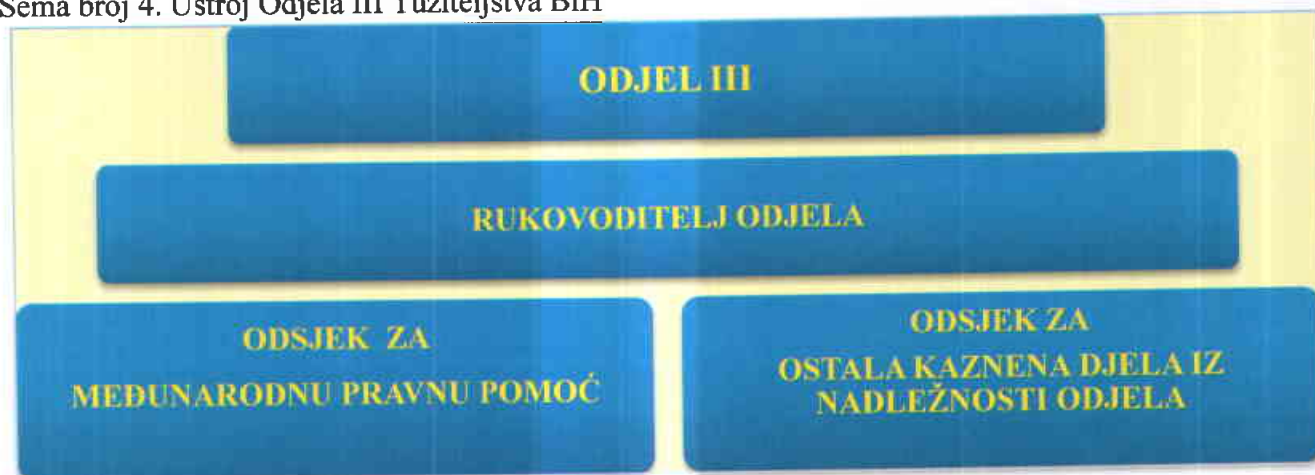 Šema broj 4. Ustroj Odjela III Tužiteljstva BiH
ODJEL III
RUKOVODITELJ ODJELA
ODSJEK ZA
MEĐUNARODNU PRAVNU POMOĆ
ODSJEK ZA
OSTALA KAZNENA DJELA IZ
NADLEŽNOSTI ODJELA